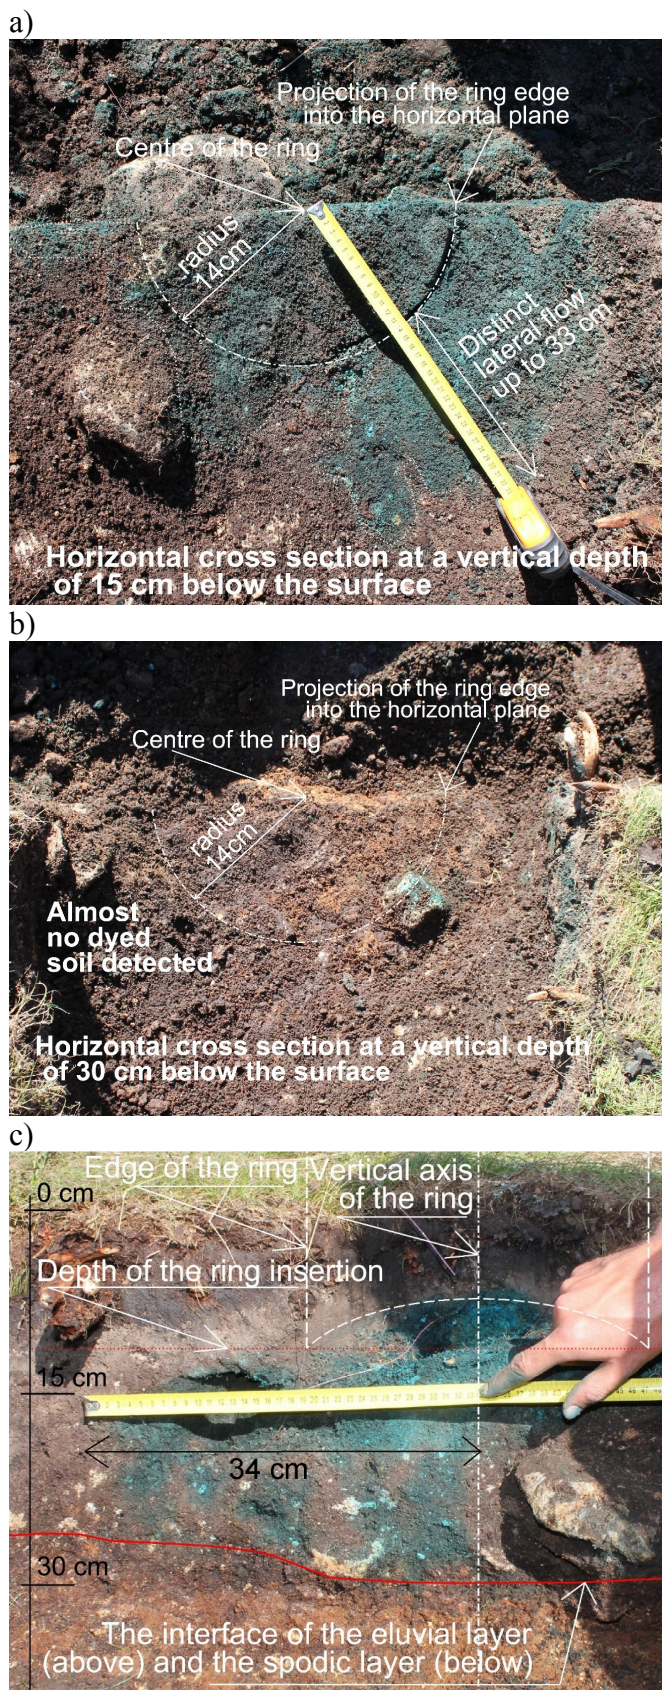 a)
Projection of the ring edge
into the horizontal plane
Centre of the ring
radius
14cm
Distinct
lateral flow
up to 33 cm
Horizontal cross section at a vertical depth
of 15 cm below the surface
b)
Projection of the ring edge
into the horizontal plane
Centre of the ring
radius
14cm
Almost
no dyed
soil detected
Horizontal cross section at a vertical depth
of 30 cm below the surface
c)
Edge of the ring
Vertical axis
of the ring
0 cm
Depth of the ring insertion
15 cm
34 cm
30 cm
The interface of the eluvial layer
(above) and the spodic layer (below)